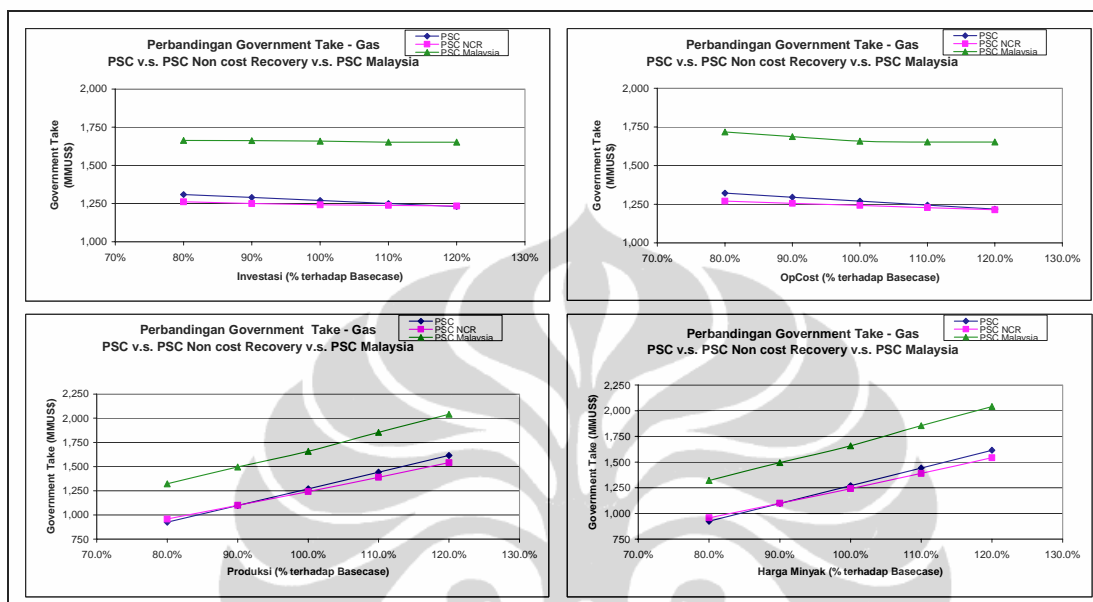 Perbandingan Government Take - Gas
PSC v.s. PSC Non cost Recovery v.s. PSC Malaysia
PSC
PSC NCR
PSC Malaysia
Government Take
(MMUS$)
2,000
1,750
1,500
1,250
1,000
70% 80% 90% 100% 110% 120% 130%
Investasi (% terhadap Basecase)
Perbandingan Government Take - Gas
PSC v.s. PSC Non cost Recovery v.s. PSC Malaysia
PSC
PSC NCR
PSC Malaysia
Government Take
(MMUS$)
2,000
1,750
1,500
1,250
1,000
70.0% 80.0% 90.0% 100.0% 110.0% 120.0% 130.0%
OpCost (% terhadap Basecase)
Perbandingan Government Take - Gas
PSC v.s. PSC Non cost Recovery v.s. PSC Malaysia
PSC
PSC NCR
PSC Malaysia
Government Take (MMUS$)
2,250
2,000
1,750
1,500
1,250
1,000
750
70.0% 80.0% 90.0% 100.0% 110.0% 120.0% 130.0%
Produksi (% terhadap Basecase)
Perbandingan Government Take - Gas
PSC v.s. PSC Non cost Recovery v.s. PSC Malaysia
PSC
PSC NCR
PSC Malaysia
Government Take (MMUS$)
2,250
2,000
1,750
1,500
1,250
1,000
750
70.0% 80.0% 90.0% 100.0% 110.0% 120.0% 130.0%
Harga Minyak (% terhadap Basecase)